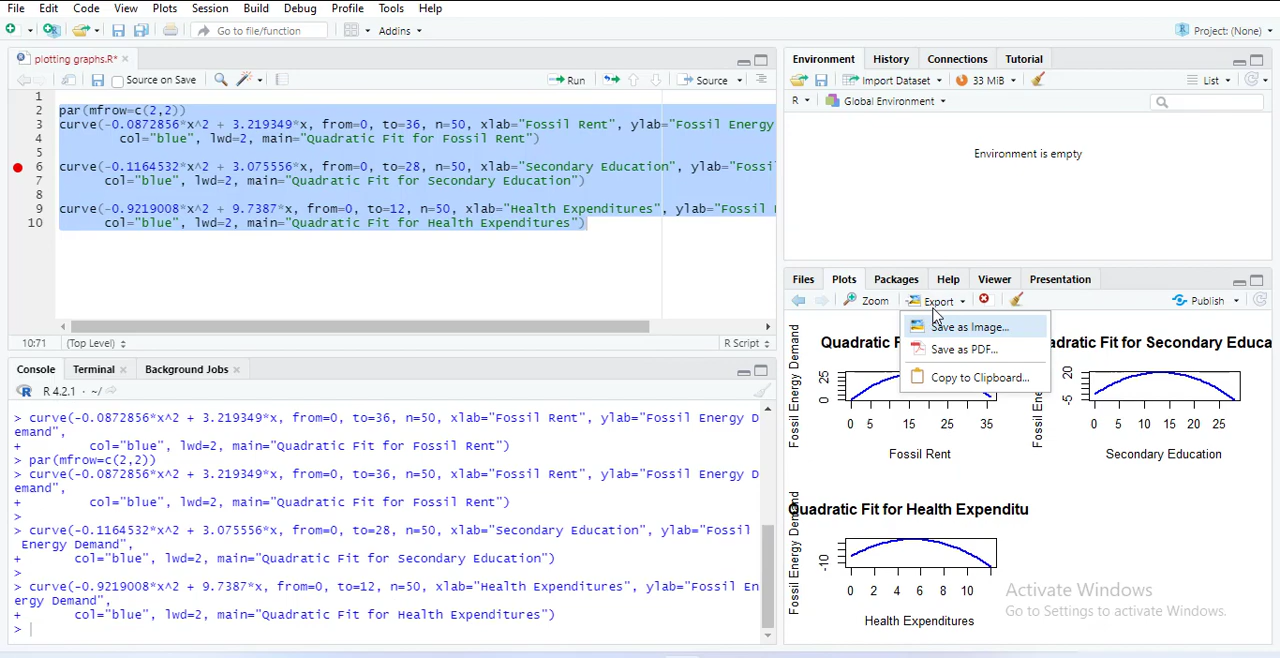 File Edit Code View Plots Session Build Debug Profile Tools Help
Go to file/function Addins Project: (None)
plotting graphs.R*
Source on Save Run Source
1
2 par(mfrow=c(2,2))
3 curve(-0.0872856*x^2 + 3.219349*x, from=0, to=36, n=50, xlab="Fossil Rent", ylab="Fossil Energy
4 col="blue", lwd=2, main="Quadratic Fit for Fossil Rent")
5
6 curve(-0.1164532*x^2 + 3.075556*x, from=0, to=28, n=50, xlab="Secondary Education", ylab="Fossi
7 col="blue", lwd=2, main="Quadratic Fit for Secondary Education")
8
9 curve(-0.9219008*x^2 + 9.7387*x, from=0, to=12, n=50, xlab="Health Expenditures", ylab="Fossil
10 col="blue", lwd=2, main="Quadratic Fit for Health Expenditures")
10:71 (Top Level) R Script
Console Terminal Background Jobs
R 4.2.1 · ~/
> curve(-0.0872856*x^2 + 3.219349*x, from=0, to=36, n=50, xlab="Fossil Rent", ylab="Fossil Energy D
emand",
+ col="blue", lwd=2, main="Quadratic Fit for Fossil Rent")
> par(mfrow=c(2,2))
> curve(-0.0872856*x^2 + 3.219349*x, from=0, to=36, n=50, xlab="Fossil Rent", ylab="Fossil Energy D
emand",
+ col="blue", lwd=2, main="Quadratic Fit for Fossil Rent")
>
> curve(-0.1164532*x^2 + 3.075556*x, from=0, to=28, n=50, xlab="Secondary Education", ylab="Fossil
Energy Demand",
+ col="blue", lwd=2, main="Quadratic Fit for Secondary Education")
>
> curve(-0.9219008*x^2 + 9.7387*x, from=0, to=12, n=50, xlab="Health Expenditures", ylab="Fossil En
ergy Demand",
+ col="blue", lwd=2, main="Quadratic Fit for Health Expenditures")
>
Environment History Connections Tutorial
Import Dataset 33 MiB List
R Global Environment
Environment is empty
Files Plots Packages Help Viewer Presentation
Zoom Export Publish
Save as Image...
Save as PDF...
Copy to Clipboard...
Quadratic F
Fossil Energy Demand
0 25
0 5 15 25 35
Fossil Rent
adratic Fit for Secondary Educa
Fossil Ene
-5 20
0 5 10 15 20 25
Secondary Education
Quadratic Fit for Health Expenditu
Fossil Energy Demand
-10
0 2 4 6 8 10
Health Expenditures
Activate Windows
Go to Settings to activate Windows.